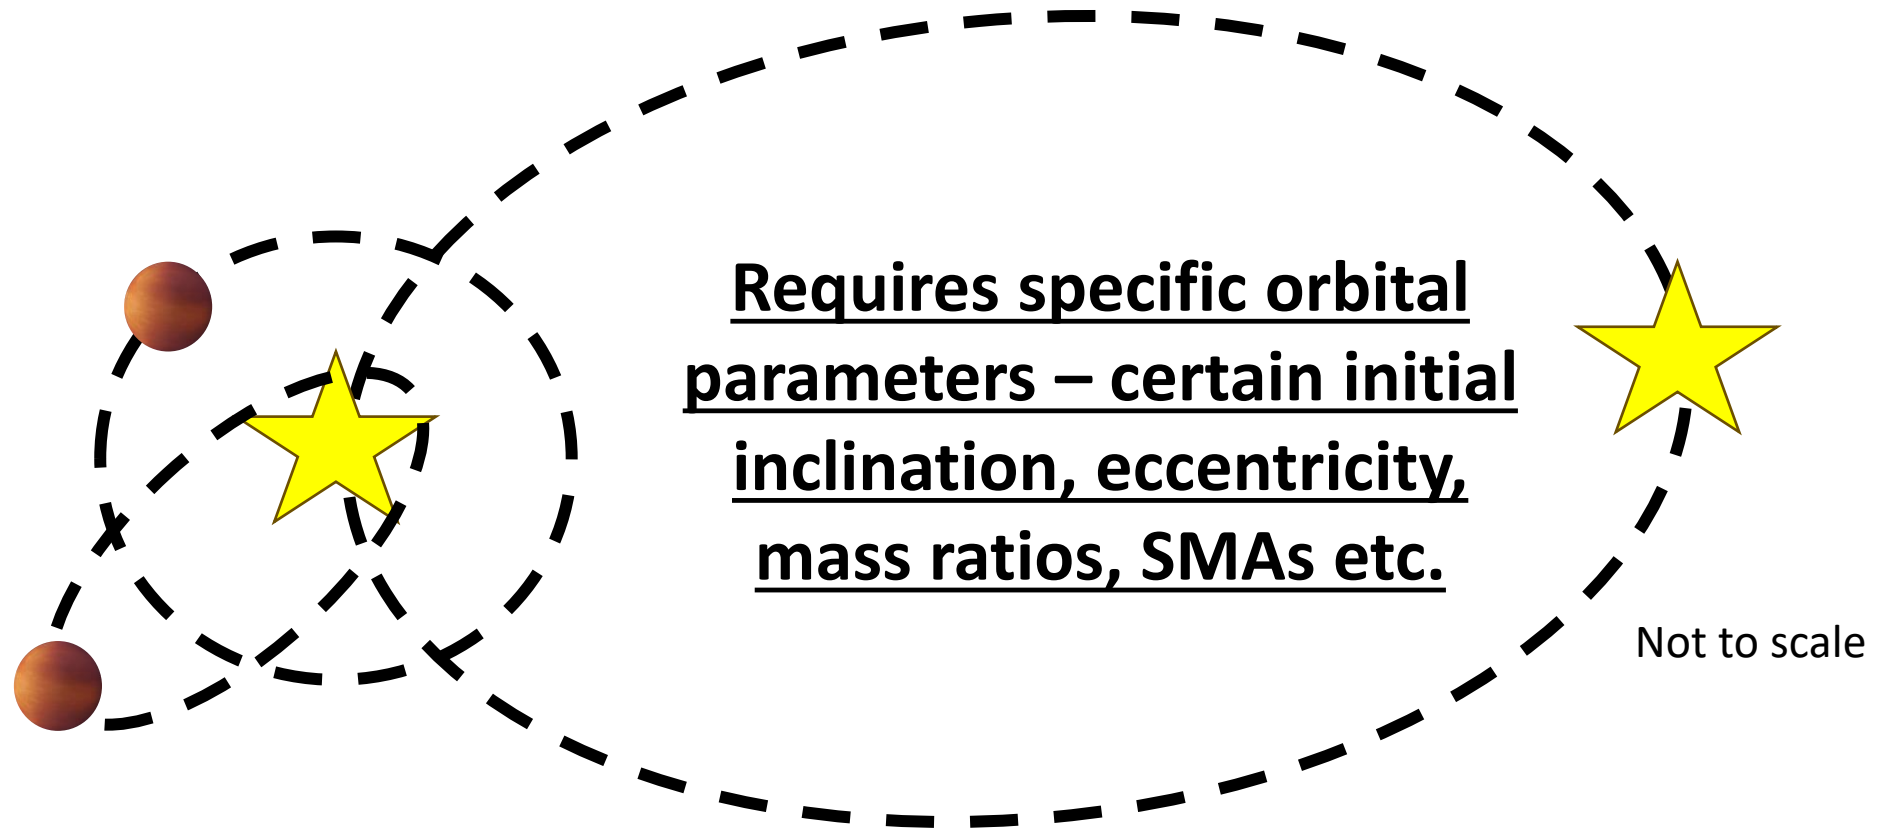 Requires specific orbital
parameters – certain initial
inclination, eccentricity,
mass ratios, SMAs etc.
Not to scale